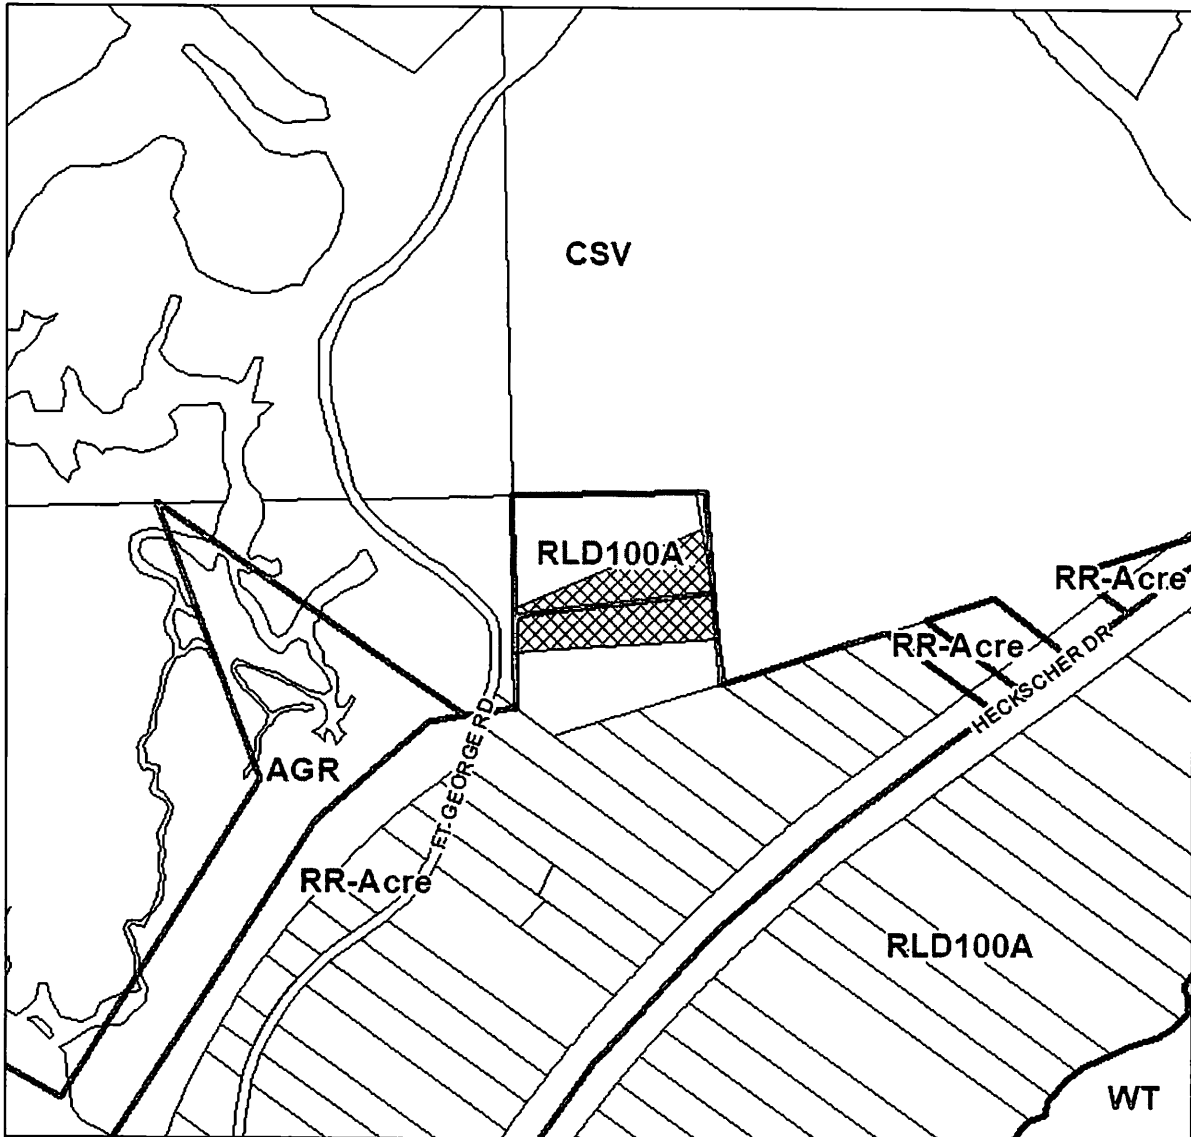 CSV
RLD100A
RR-Acre
RR-Acre
HECKSCHER DR
AGR
FT GEORGE RD
RR-Acre
RLD100A
WT